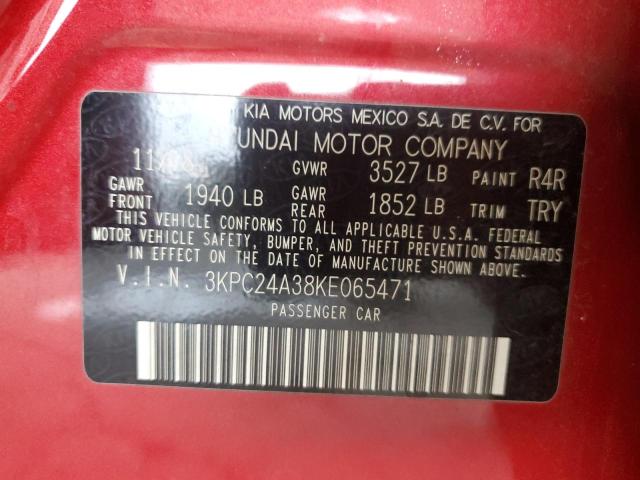 KIA MOTORS MEXICO S.A. DE C.V. FOR
HYUNDAI MOTOR COMPANY
GVWR 3527 LB PAINT R4R
GAWR FRONT 1940 LB GAWR REAR 1852 LB TRIM TRY
THIS VEHICLE CONFORMS TO ALL APPLICABLE U.S.A. FEDERAL
MOTOR VEHICLE SAFETY, BUMPER, AND THEFT PREVENTION STANDARDS
IN EFFECT ON THE DATE OF MANUFACTURE SHOWN ABOVE.
V.I.N. 3KPC24A38KE065471
PASSENGER CAR